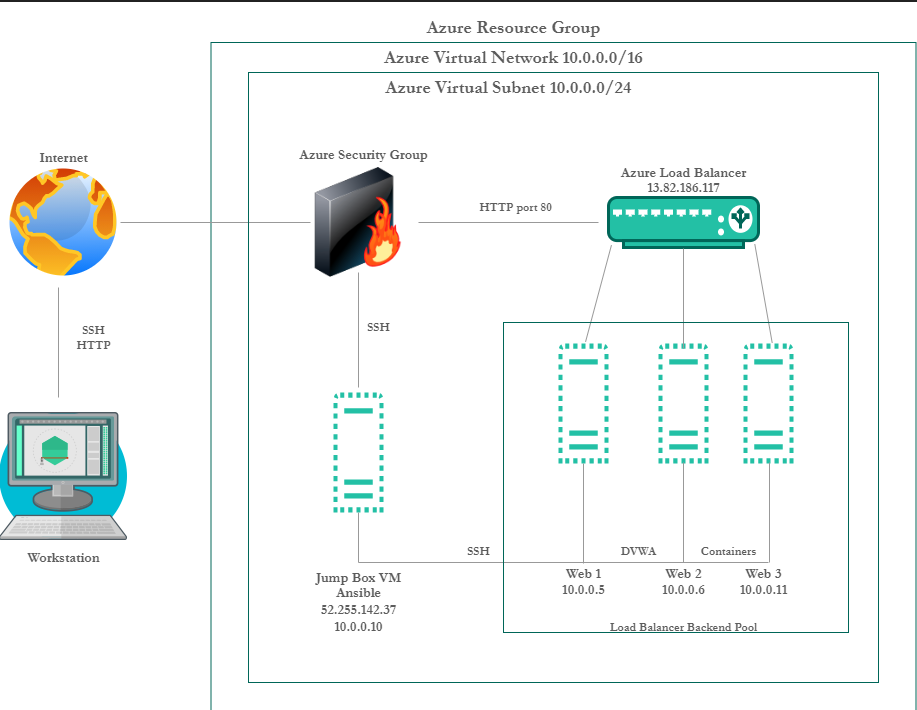 Azure Resource Group
Azure Virtual Network 10.0.0.0/16
Azure Virtual Subnet 10.0.0.0/24
Internet
Azure Security Group
Azure Load Balancer
13.82.186.117
HTTP port 80
SSH
HTTP
SSH
Workstation
SSH
DVWA
Containers
Jump Box VM
Ansible
52.255.142.37
10.0.0.10
Web 1
10.0.0.5
Web 2
10.0.0.6
Web 3
10.0.0.11
Load Balancer Backend Pool